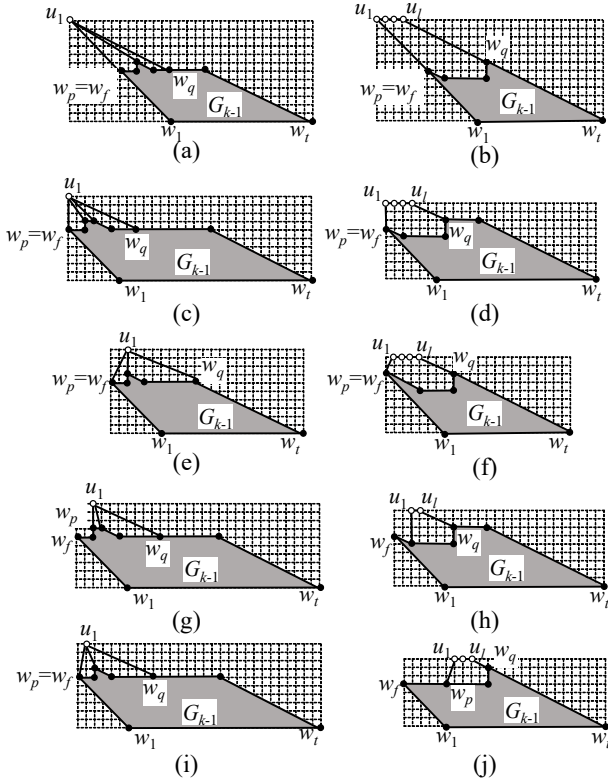 u1
wp=wf
wq
Gk-1
w1
wt
(a)
u1
ul
wq
wp=wf
Gk-1
w1
wt
(b)
u1
wp=wf
wq
Gk-1
w1
wt
(c)
u1
ul
wp=wf
wq
Gk-1
w1
wt
(d)
u1
wp=wf
wq
Gk-1
w1
wt
(e)
u1
ul
wq
wp=wf
Gk-1
w1
wt
(f)
u1
wp
wf
wq
Gk-1
w1
wt
(g)
u1
ul
wf
wq
Gk-1
w1
wt
(h)
u1
wp=wf
wq
Gk-1
w1
wt
(i)
u1
ul
wq
wf
wp
Gk-1
w1
wt
(j)